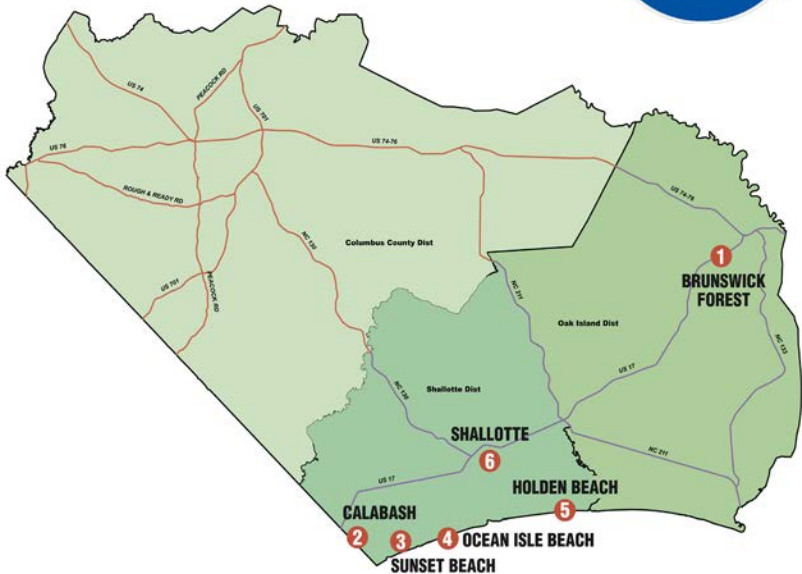 US 74
PEACOCK RD
US 701
US 76
US 74-76
ROUGH & READY RD
NC 130
Columbus County Dist
US 74-76
1
BRUNSWICK
FOREST
US 701
PEACOCK RD
NC 211
Oak Island Dist
NC 133
US 17
NC 130
Shallotte Dist
SHALLOTTE
6
NC 211
US 17
HOLDEN BEACH
5
CALABASH
2
3
4 OCEAN ISLE BEACH
SUNSET BEACH